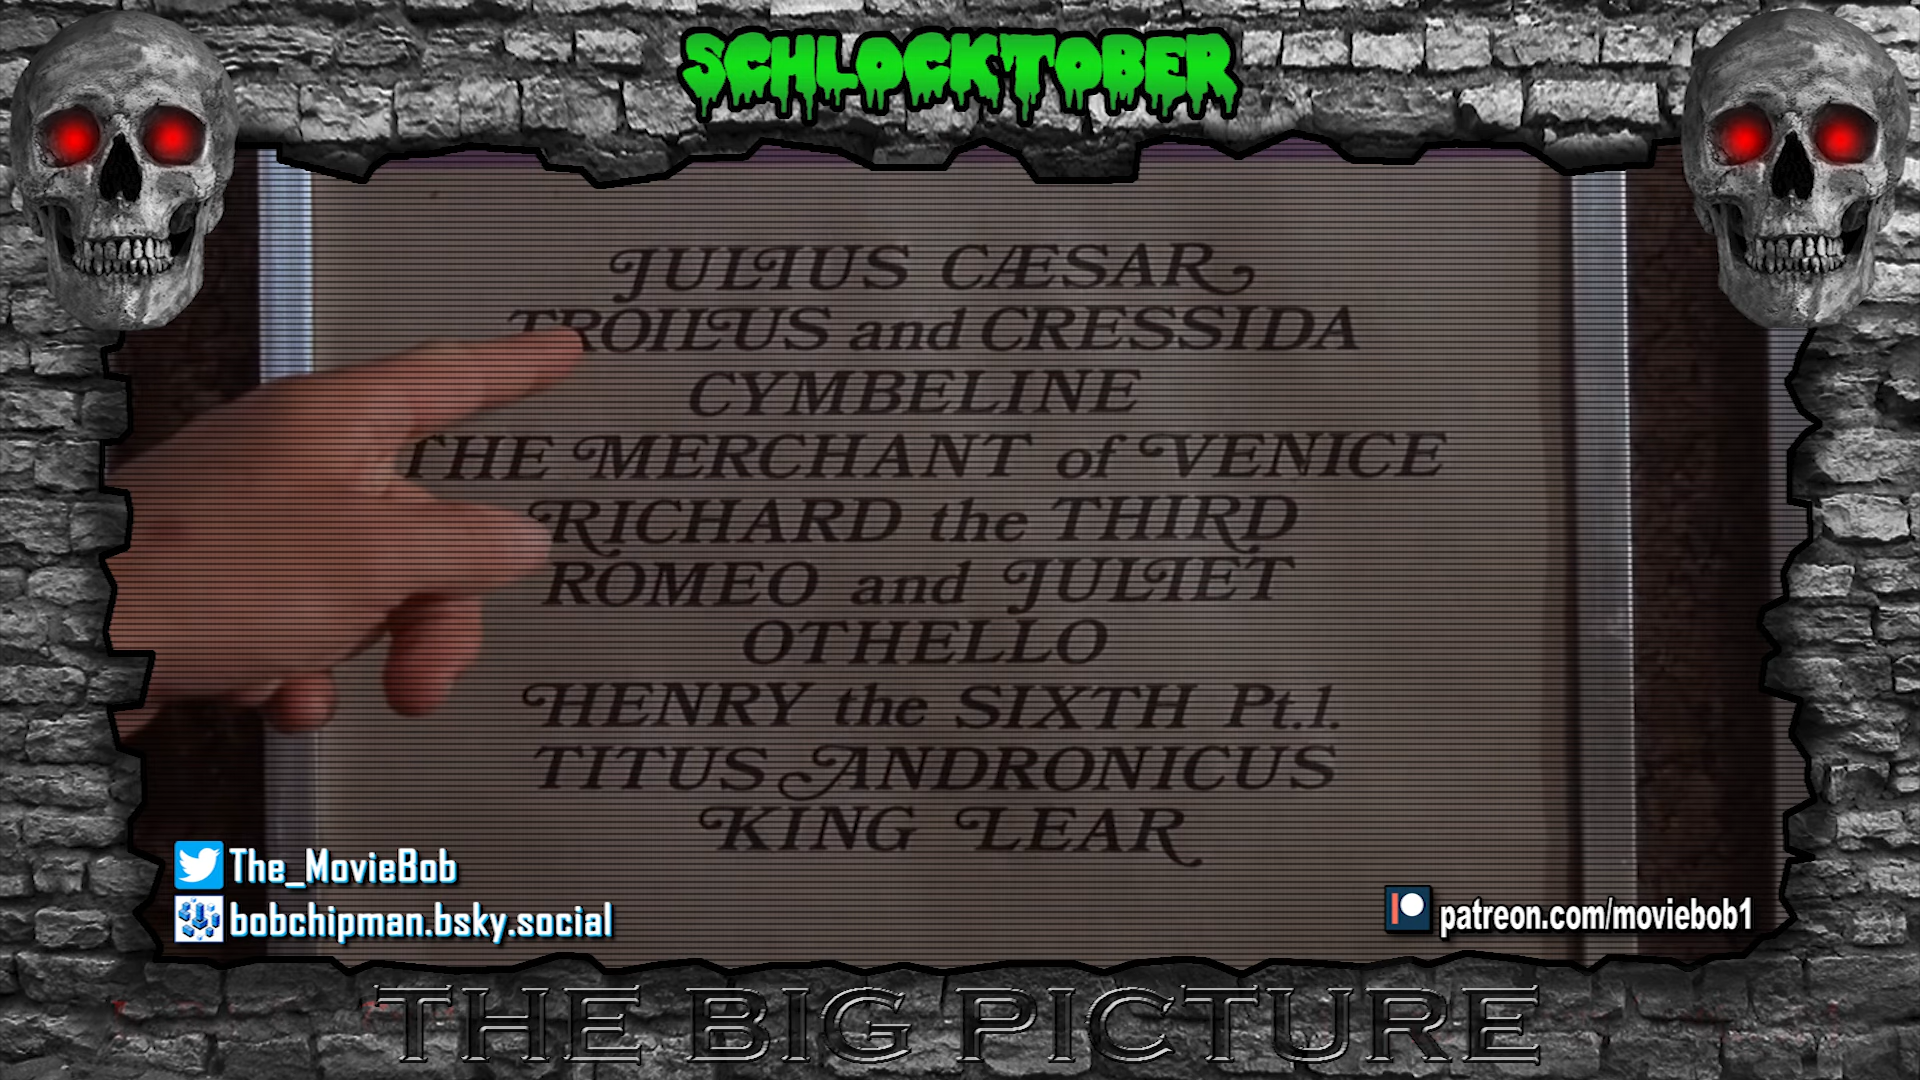 SCHLOCKTOBER
JULIUS CÆSAR
TROILUS and CRESSIDA
CYMBELINE
THE MERCHANT of VENICE
RICHARD the THIRD
ROMEO and JULIET
OTHELLO
HENRY the SIXTH Pt.1.
TITUS ANDRONICUS
KING LEAR
The_MovieBob
bobchipman.bsky.social
patreon.com/moviebob1
THE BIG PICTURE